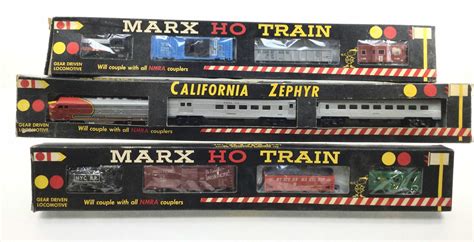 MARX HO TRAIN
GEAR DRIVEN
LOCOMOTIVE
Will couple with all NMRA couplers
CALIFORNIA ZEPHYR
GEAR DRIVEN
LOCOMOTIVE
Will couple with all NMRA couplers
MARX HO TRAIN
N.Y.C. R.R.
GEAR DRIVEN
LOCOMOTIVE
Will couple with all NMRA couplers